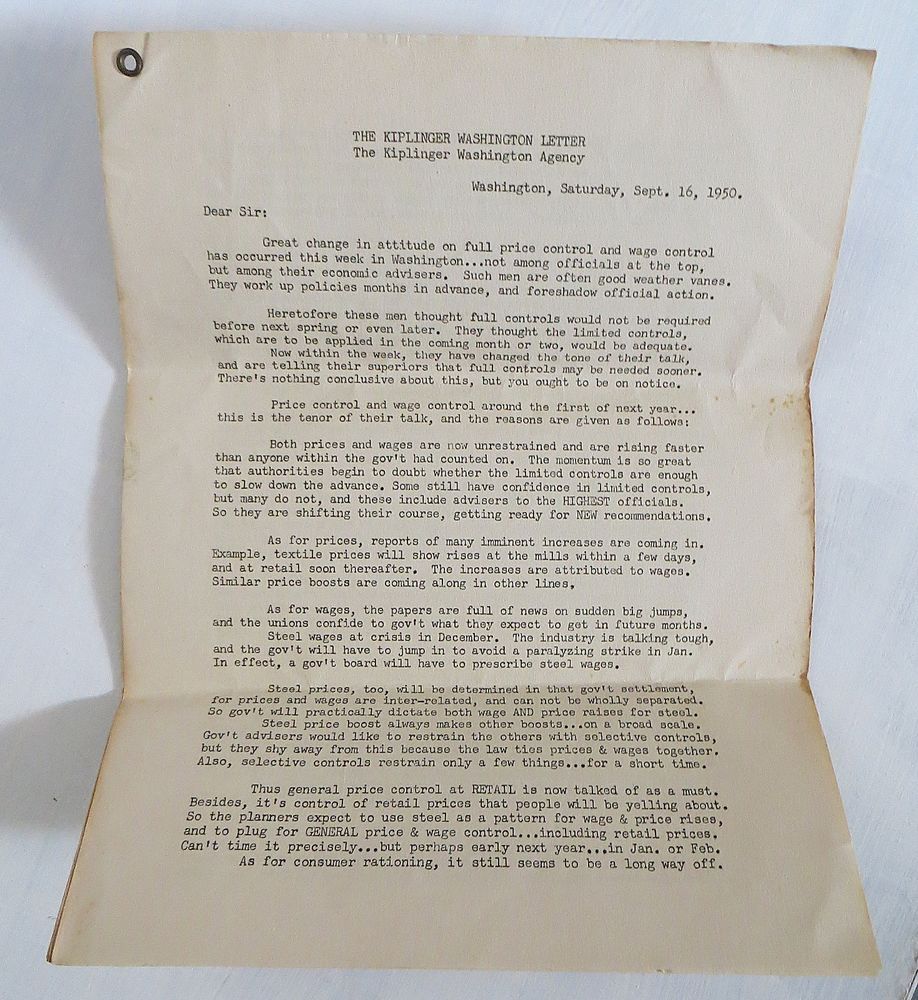 THE KIPLINGER WASHINGTON LETTER
The Kiplinger Washington Agency
Washington, Saturday, Sept. 16, 1950.
Dear Sir:
Great change in attitude on full price control and wage control
has occurred this week in Washington...not among officials at the top,
but among their economic advisers. Such men are often good weather vanes.
They work up policies months in advance, and foreshadow official action.
Heretofore these men thought full controls would not be required
before next spring or even later. They thought the limited controls,
which are to be applied in the coming month or two, would be adequate.
Now within the week, they have changed the tone of their talk,
and are telling their superiors that full controls may be needed sooner.
There's nothing conclusive about this, but you ought to be on notice.
Price control and wage control around the first of next year...
this is the tenor of their talk, and the reasons are given as follows:
Both prices and wages are now unrestrained and are rising faster
than anyone within the gov't had counted on. The momentum is so great
that authorities begin to doubt whether the limited controls are enough
to slow down the advance. Some still have confidence in limited controls,
but many do not, and these include advisers to the HIGHEST officials.
So they are shifting their course, getting ready for NEW recommendations.
As for prices, reports of many imminent increases are coming in.
Example, textile prices will show rises at the mills within a few days,
and at retail soon thereafter. The increases are attributed to wages.
Similar price boosts are coming along in other lines.
As for wages, the papers are full of news on sudden big jumps,
and the unions confide to gov't what they expect to get in future months.
Steel wages at crisis in December. The industry is talking tough,
and the gov't will have to jump in to avoid a paralyzing strike in Jan.
In effect, a gov't board will have to prescribe steel wages.
Steel prices, too, will be determined in that gov't settlement,
for prices and wages are inter-related, and can not be wholly separated.
So gov't will practically dictate both wage AND price raises for steel.
Steel price boost always makes other boosts...on a broad scale.
Gov't advisers would like to restrain the others with selective controls,
but they shy away from this because the law ties prices & wages together.
Also, selective controls restrain only a few things...for a short time.
Thus general price control at RETAIL is now talked of as a must.
Besides, it's control of retail prices that people will be yelling about.
So the planners expect to use steel as a pattern for wage & price rises,
and to plug for GENERAL price & wage control...including retail prices.
Can't time it precisely...but perhaps early next year...in Jan. or Feb.
As for consumer rationing, it still seems to be a long way off.